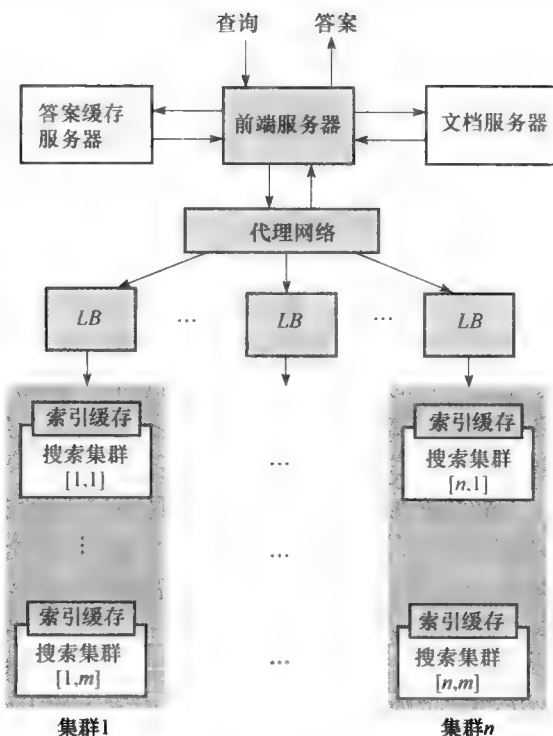 查询
答案
答案缓存
服务器
前端服务器
文档服务器
代理网络
LB
...
LB
...
LB
索引缓存
搜索集群
[1,1]
...
索引缓存
搜索集群
[n,1]
⋮
...
索引缓存
搜索集群
[1,m]
...
索引缓存
搜索集群
[n,m]
集群1
集群n